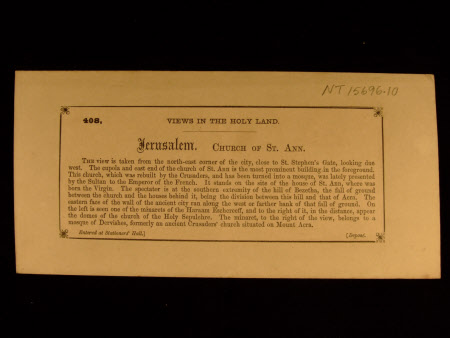 NT 15696-10
408,
VIEWS IN THE HOLY LAND.
Jerusalem. CHURCH OF ST. ANN.
THE view is taken from the north-east corner of the city, close to St. Stephen's Gate, looking due
west. The cupola and east end of the church of St. Ann is the most prominent building in the foreground.
This church, which was rebuilt by the Crusaders, and has been turned into a mosque, was lately presented
by the Sultan to the Emperor of the French. It stands on the site of the house of St. Ann, where was
born the Virgin. The spectator is at the southern extremity of the hill of Bezetha, the fall of ground
between the church and the houses behind it, being the division between this hill and that of Acra. The
eastern face of the wall of the ancient city ran along the west or farther bank of that fall of ground. On
the left is seen one of the minarets of the Harram Escherceff, and to the right of it, in the distance, appear
the domes of the church of the Holy Sepulchre. The minaret, to the right of the view, belongs to a
mosque of Dervishes, formerly an ancient Crusaders' church situated on Mount Acra.
Entered at Stationers' Hall.]